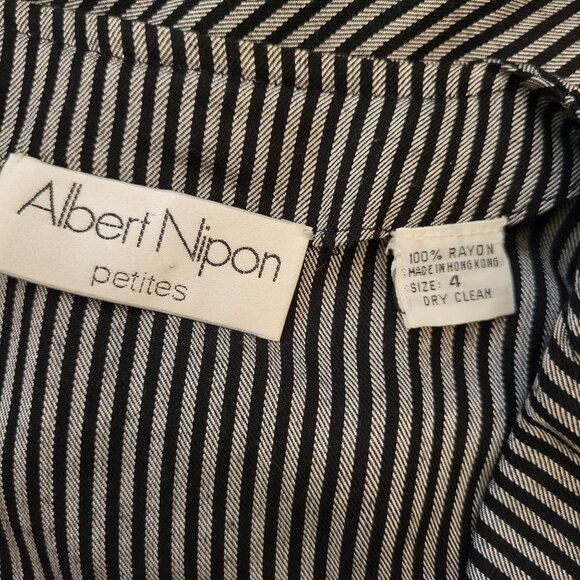 Albert Nipon
petites
100% RAYON
MADE IN HONG KONG
SIZE: 4
DRY CLEAN